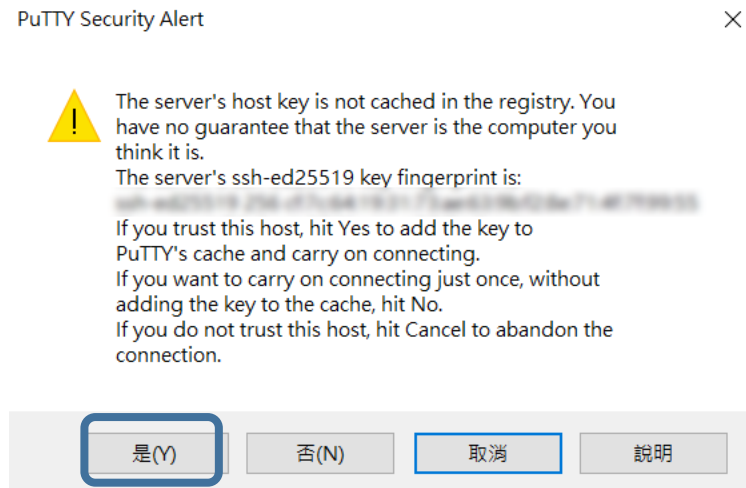 PuTTY Security Alert
The server's host key is not cached in the registry. You
have no guarantee that the server is the computer you
think it is.
The server's ssh-ed25519 key fingerprint is:
If you trust this host, hit Yes to add the key to
PuTTY's cache and carry on connecting.
If you want to carry on connecting just once, without
adding the key to the cache, hit No.
If you do not trust this host, hit Cancel to abandon the
connection.
是(Y)
否(N)
取消
說明